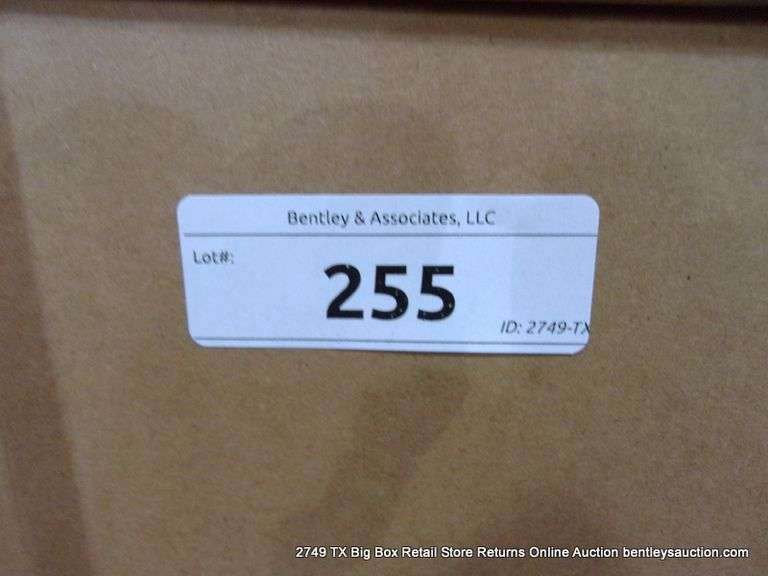 Bentley & Associates, LLC
Lot#:
255
ID: 2749-TX
2749 TX Big Box Retail Store Returns Online Auction bentleysauction.com